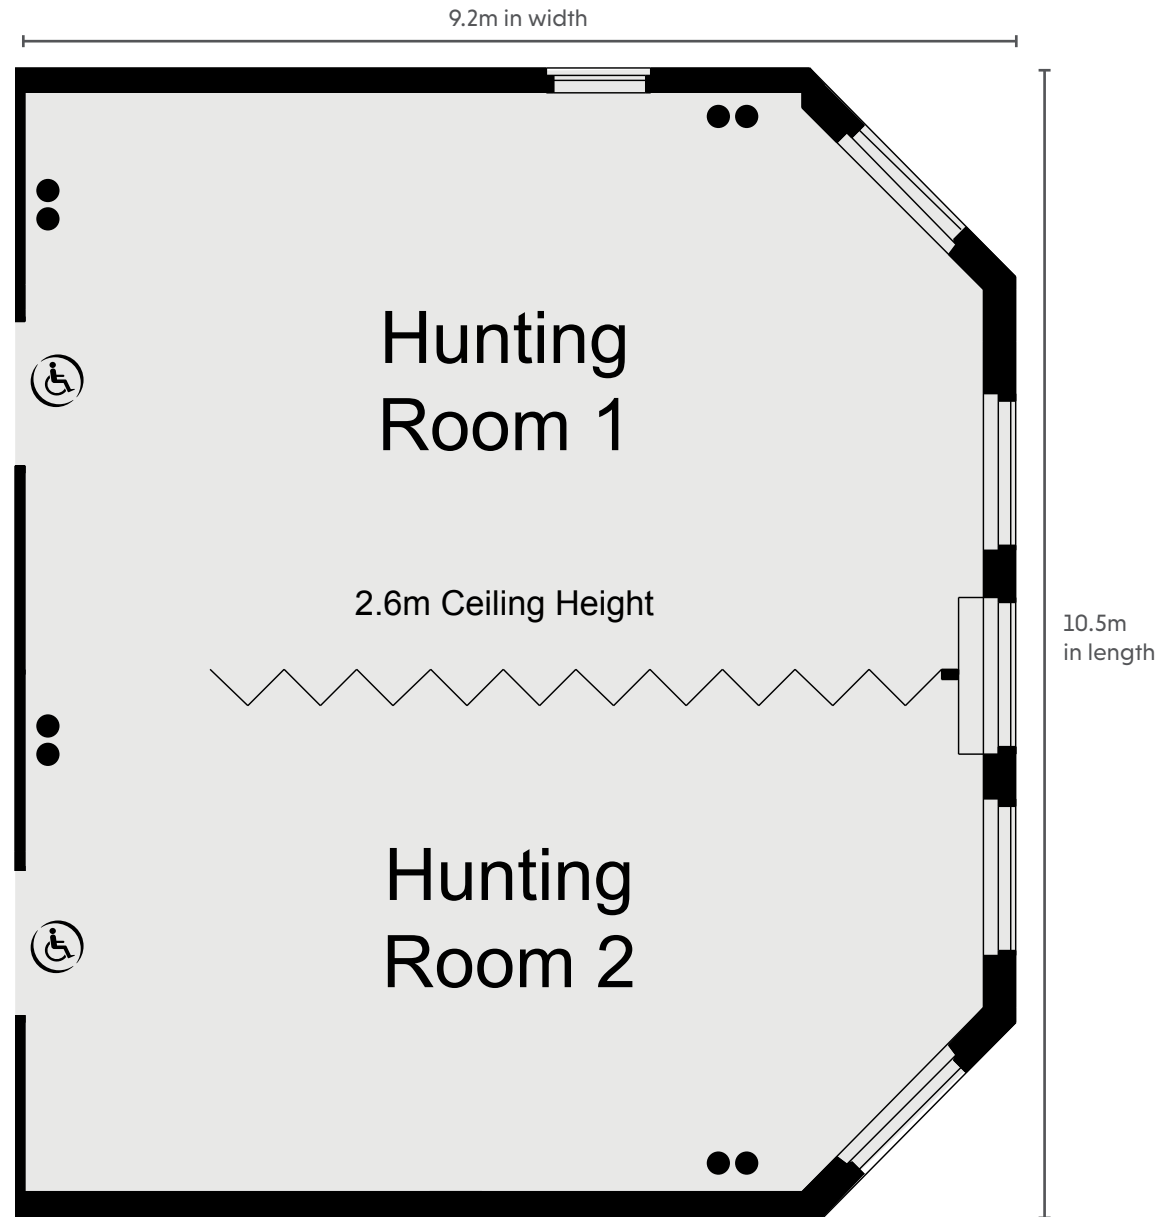 9.2m in width
Hunting
Room 1
2.6m Ceiling Height
10.5m
in length
Hunting
Room 2